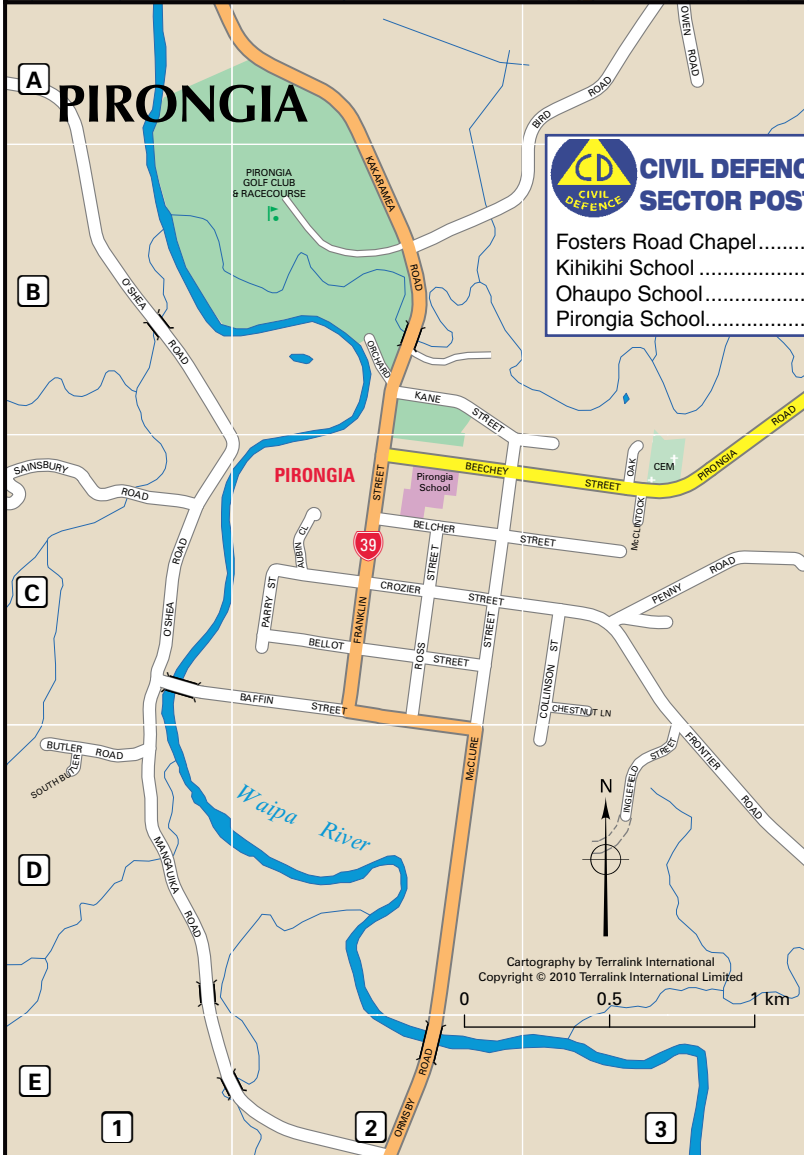 A
PIRONGIA
OWEN
ROAD
BIRD
ROAD
PIRONGIA
GOLF CLUB
& RACECOURSE
KAKARAMEA
ROAD
CD
CIVIL
DEFENCE
CIVIL DEFENC
SECTOR POST
Fosters Road Chapel
Kihikihi School
Ohaupo School
Pirongia School
B
O'SHEA
ROAD
ORCHARD
KANE
STREET
PIRONGIA
ROAD
SAINSBURY
ROAD
PIRONGIA
STREET
BEECHEY
STREET
OAK
CEM
Pirongia
School
McCLINTOCK
BELCHER
STREET
39
AUBIN CL
C
O'SHEA
ROAD
PARRY ST
CROZIER
STREET
STREET
STREET
PENNY
ROAD
FRANKLIN
BELLOT
STREET
ROSS
COLLINSON ST
CHESTNUT LN
BAFFIN
STREET
McCLURE
BUTLER
ROAD
SOUTH BUTLER
INGLEFIELD
STREET
FRONTIER
ROAD
Waipa River
N
D
MANGAUIKA
ROAD
Cartography by Terralink International
Copyright © 2010 Terralink International Limited
0
0.5
1 km
E
ORMSBY
ROAD
1
2
3